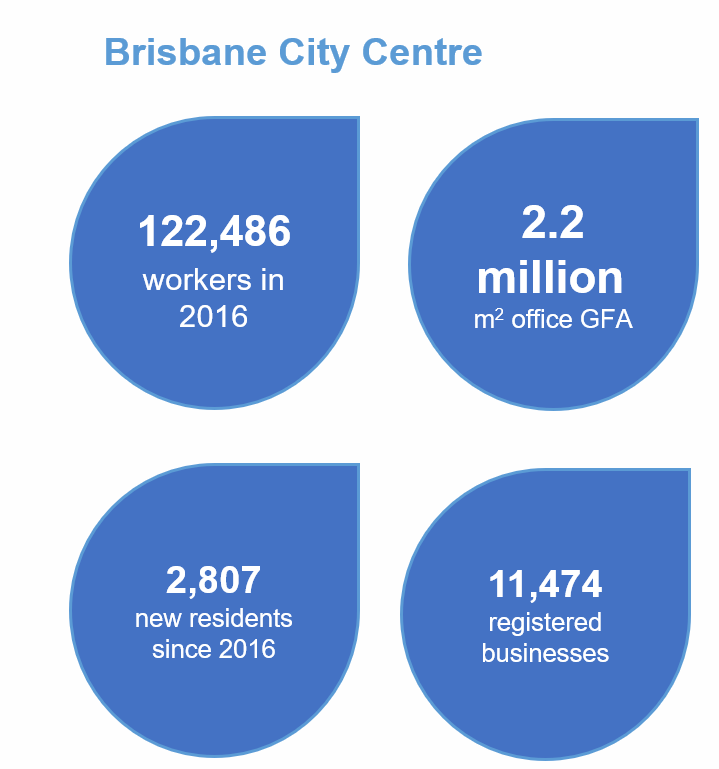 Brisbane City Centre
122,486
workers in
2016
2.2
million
m² office GFA
2,807
new residents
since 2016
11,474
registered
businesses